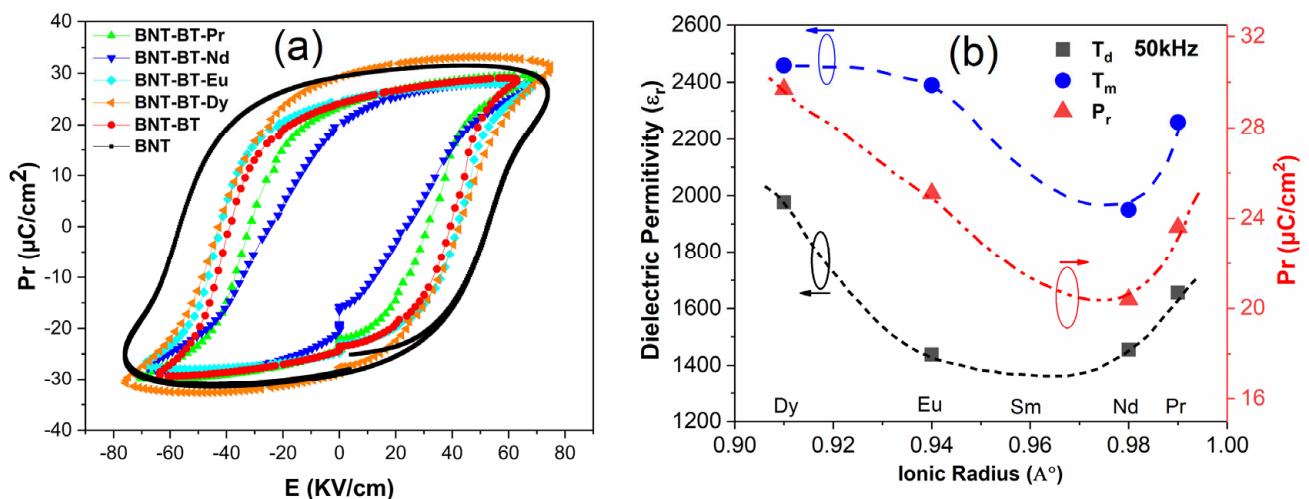 (a)
BNT-BT-Pr
BNT-BT-Nd
BNT-BT-Eu
BNT-BT-Dy
BNT-BT
BNT
Pr (μC/cm²)
40
30
20
10
0
-10
-20
-30
-40
-80 -60 -40 -20 0 20 40 60 80
E (KV/cm)
(b)
T_d 50kHz
T_m
P_r
Dielectric Permitivity (ε_r)
2600
2400
2200
2000
1800
1600
1400
1200
Dy Eu Sm Nd Pr
0.90 0.92 0.94 0.96 0.98 1.00
Ionic Radius (A°)
32
28
24
20
16
Pr (μC/cm²)